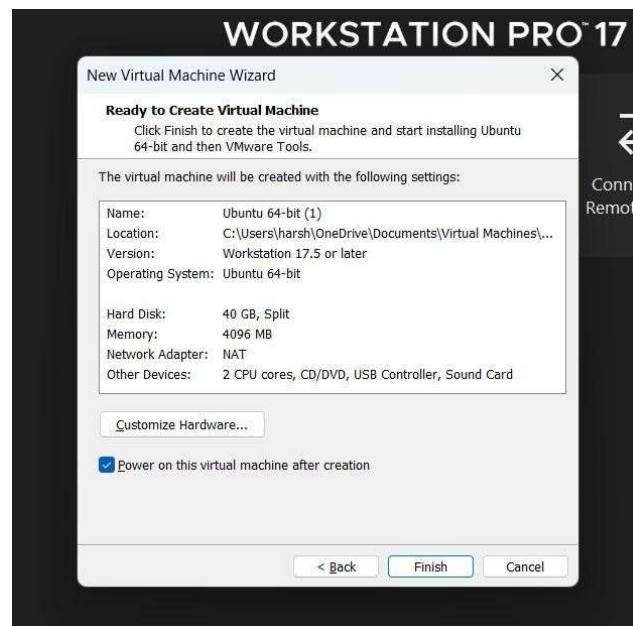 WORKSTATION PRO™ 17
New Virtual Machine Wizard
Ready to Create Virtual Machine
Click Finish to create the virtual machine and start installing Ubuntu
64-bit and then VMware Tools.
The virtual machine will be created with the following settings:
Name: Ubuntu 64-bit (1)
Location: C:\Users\harsh\OneDrive\Documents\Virtual Machines\...
Version: Workstation 17.5 or later
Operating System: Ubuntu 64-bit
Hard Disk: 40 GB, Split
Memory: 4096 MB
Network Adapter: NAT
Other Devices: 2 CPU cores, CD/DVD, USB Controller, Sound Card
Customize Hardware...
Power on this virtual machine after creation
< Back Finish Cancel
Conn
Remot